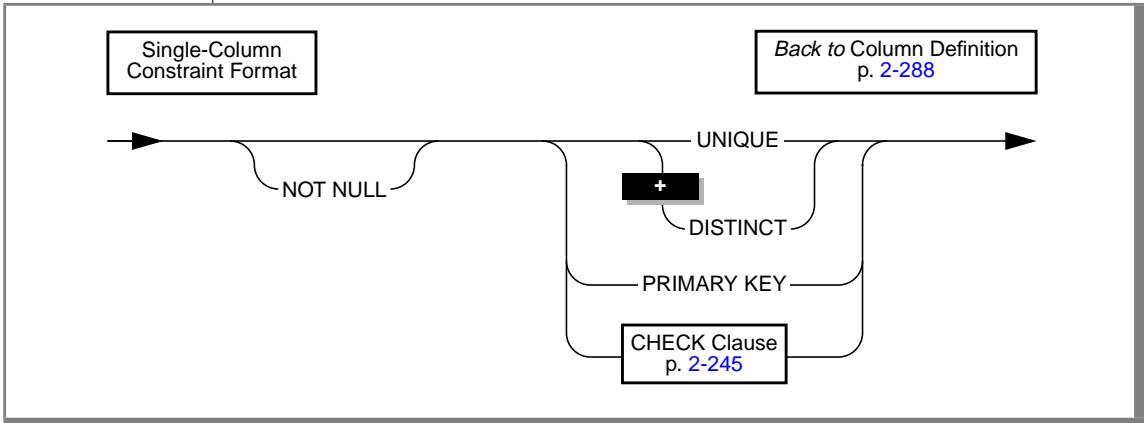 Single-Column
Constraint Format
Back to Column Definition
p. 2-288
UNIQUE
NOT NULL
+
DISTINCT
PRIMARY KEY
CHECK Clause
p. 2-245